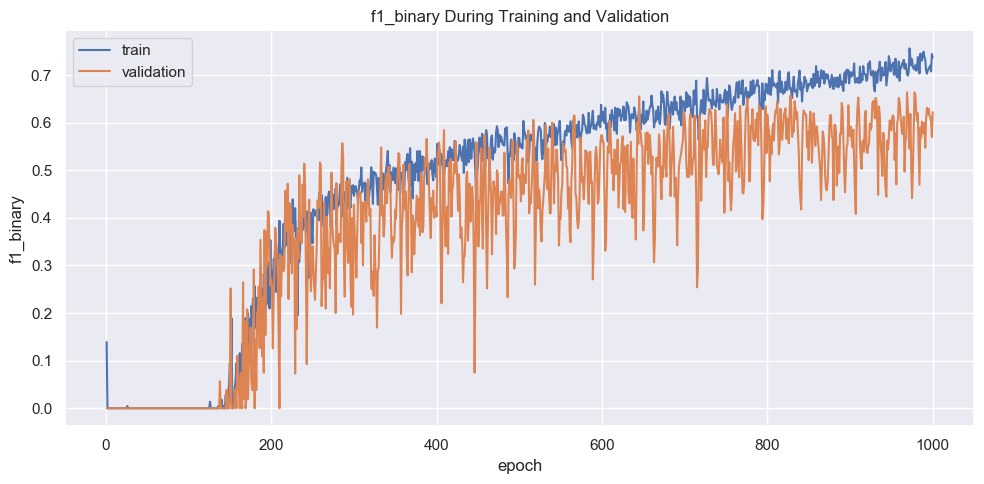 f1_binary During Training and Validation
train
validation
f1_binary
0.7
0.6
0.5
0.4
0.3
0.2
0.1
0.0
0 200 400 600 800 1000
epoch